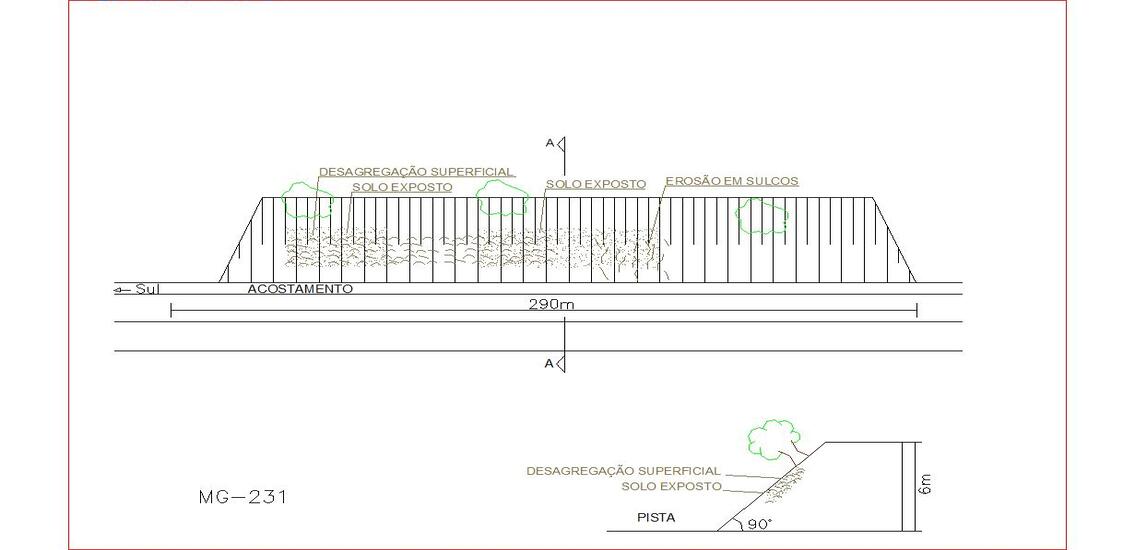 A
DESAGREGAÇÃO SUPERFICIAL
SOLO EXPOSTO
SOLO EXPOSTO
EROSÃO EM SULCOS
Sul
ACOSTAMENTO
290m
A
DESAGREGAÇÃO SUPERFICIAL
SOLO EXPOSTO
6m
MG-231
PISTA
90°